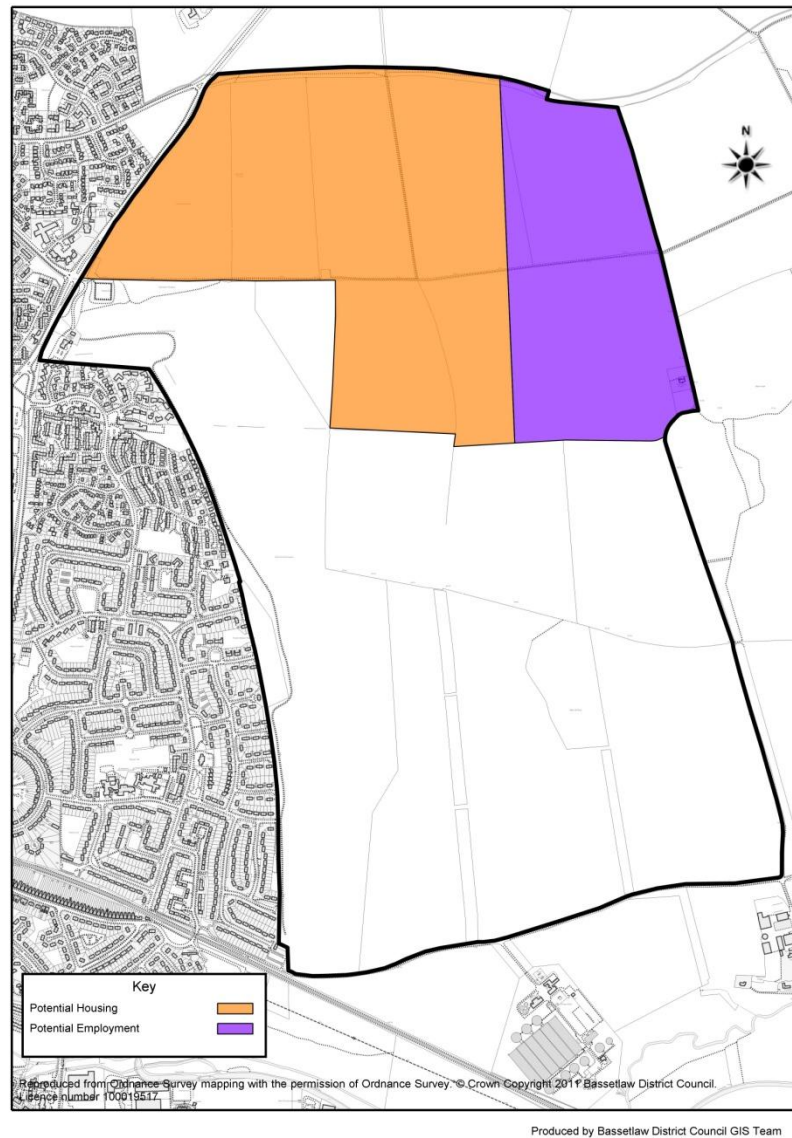 N
Key
Potential Housing
Potential Employment
Reproduced from Ordnance Survey mapping with the permission of Ordnance Survey. © Crown Copyright 2011 Bassetlaw District Council.
Licence number 100019517.
Produced by Bassetlaw District Council GIS Team